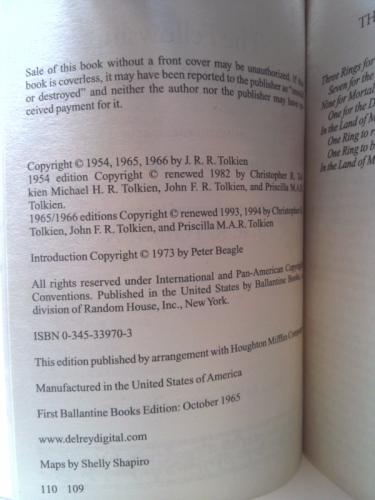 Sale of this book without a front cover may be unauthorized. If this
book is coverless, it may have been reported to the publisher as "unsold
or destroyed" and neither the author nor the publisher may have re-
ceived payment for it.
Copyright © 1954, 1965, 1966 by J. R. R. Tolkien
1954 edition Copyright © renewed 1982 by Christopher R. Tol-
kien Michael H. R. Tolkien, John F. R. Tolkien, and Priscilla M.A.R.
Tolkien.
1965/1966 editions Copyright © renewed 1993, 1994 by Christopher R.
Tolkien, John F. R. Tolkien, and Priscilla M.A.R. Tolkien
Introduction Copyright © 1973 by Peter Beagle
All rights reserved under International and Pan-American Copyright
Conventions. Published in the United States by Ballantine Books, a
division of Random House, Inc., New York.
ISBN 0-345-33970-3
This edition published by arrangement with Houghton Mifflin Company
Manufactured in the United States of America
First Ballantine Books Edition: October 1965
www.delreydigital.com
Maps by Shelly Shapiro
110 109
TH
Three Rings for
Seven for the
Nine for Mortal
One for the D
In the Land of M
One Ring to r
One Ring to b
In the Land of M